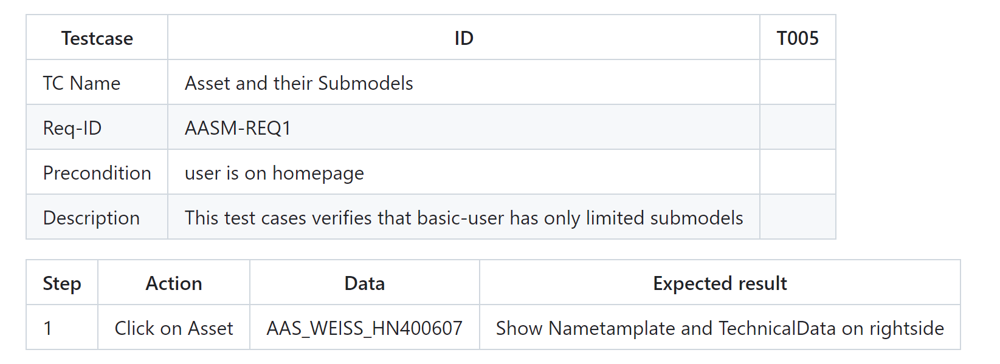 Testcase ID T005
TC Name Asset and their Submodels
Req-ID AASM-REQ1
Precondition user is on homepage
Description This test cases verifies that basic-user has only limited submodels
Step Action Data Expected result
1 Click on Asset AAS_WEISS_HN400607 Show Nametamplate and TechnicalData on rightside